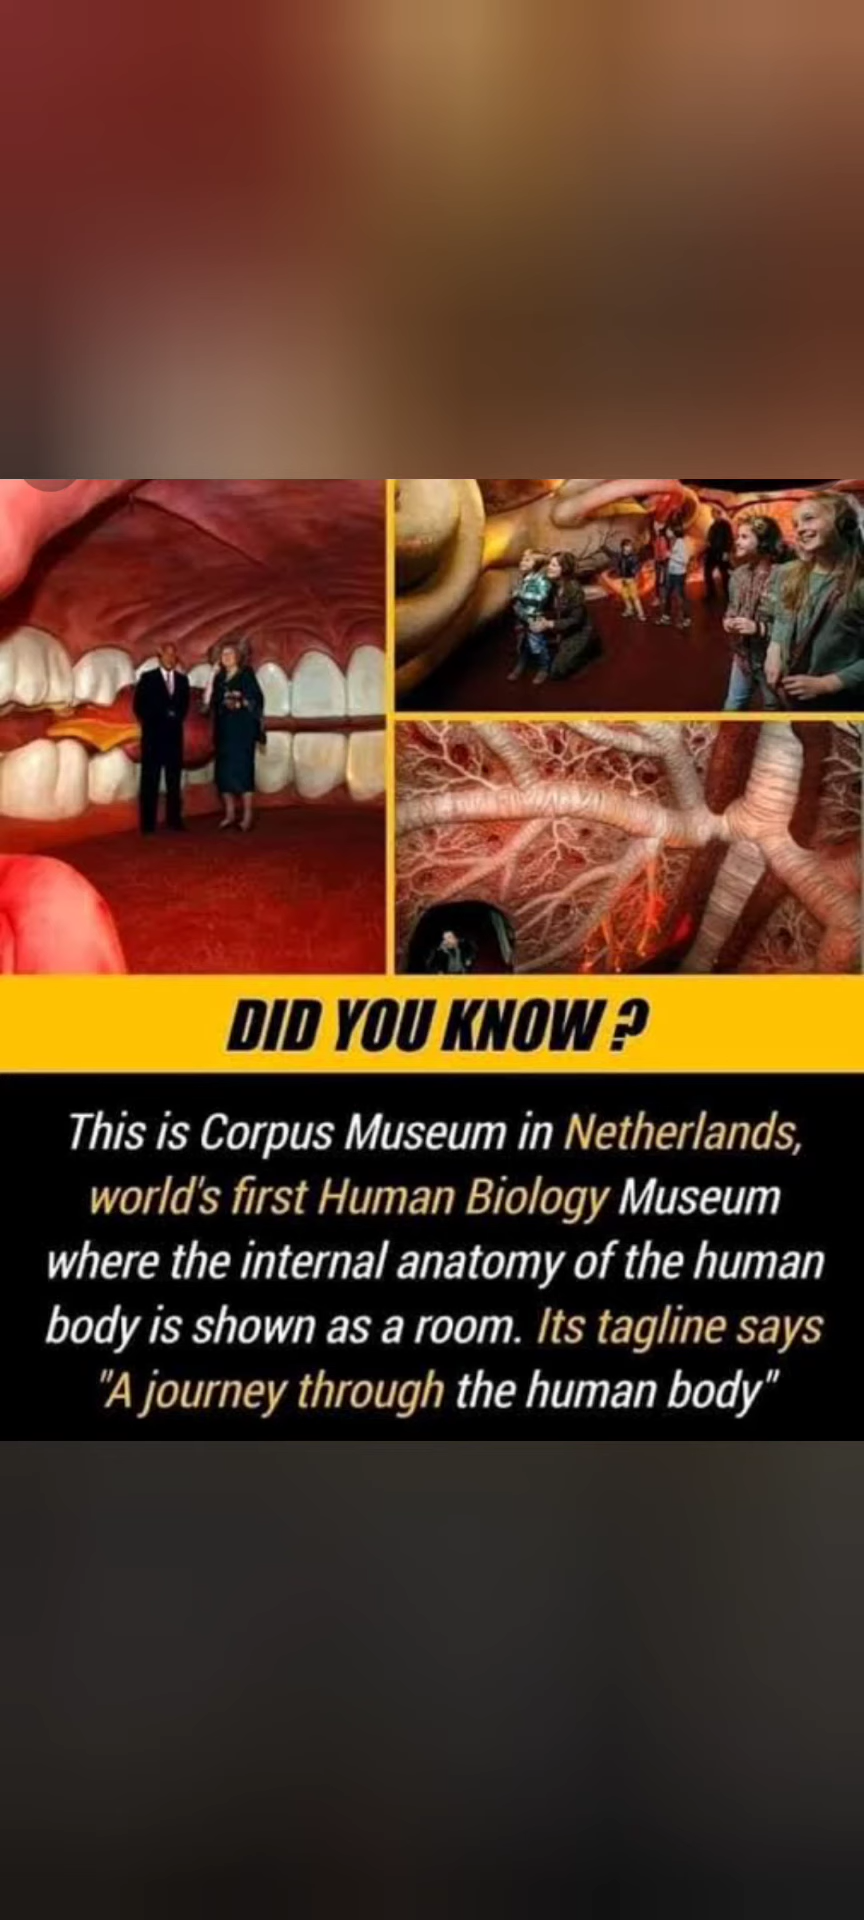 DID YOU KNOW ?
This is Corpus Museum in Netherlands,
world's first Human Biology Museum
where the internal anatomy of the human
body is shown as a room. Its tagline says
"A journey through the human body"